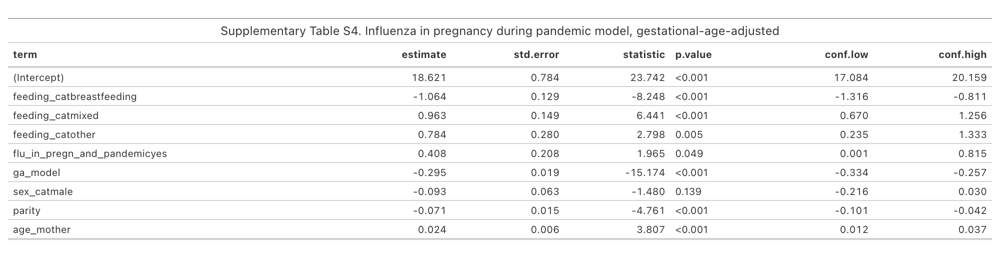 Supplementary Table S4. Influenza in pregnancy during pandemic model, gestational-age-adjusted
term estimate std.error statistic p.value conf.low conf.high
(Intercept) 18.621 0.784 23.742 <0.001 17.084 20.159
feeding_catbreastfeeding -1.064 0.129 -8.248 <0.001 -1.316 -0.811
feeding_catmixed 0.963 0.149 6.441 <0.001 0.670 1.256
feeding_catother 0.784 0.280 2.798 0.005 0.235 1.333
flu_in_pregn_and_pandemicyes 0.408 0.208 1.965 0.049 0.001 0.815
ga_model -0.295 0.019 -15.174 <0.001 -0.334 -0.257
sex_catmale -0.093 0.063 -1.480 0.139 -0.216 0.030
parity -0.071 0.015 -4.761 <0.001 -0.101 -0.042
age_mother 0.024 0.006 3.807 <0.001 0.012 0.037